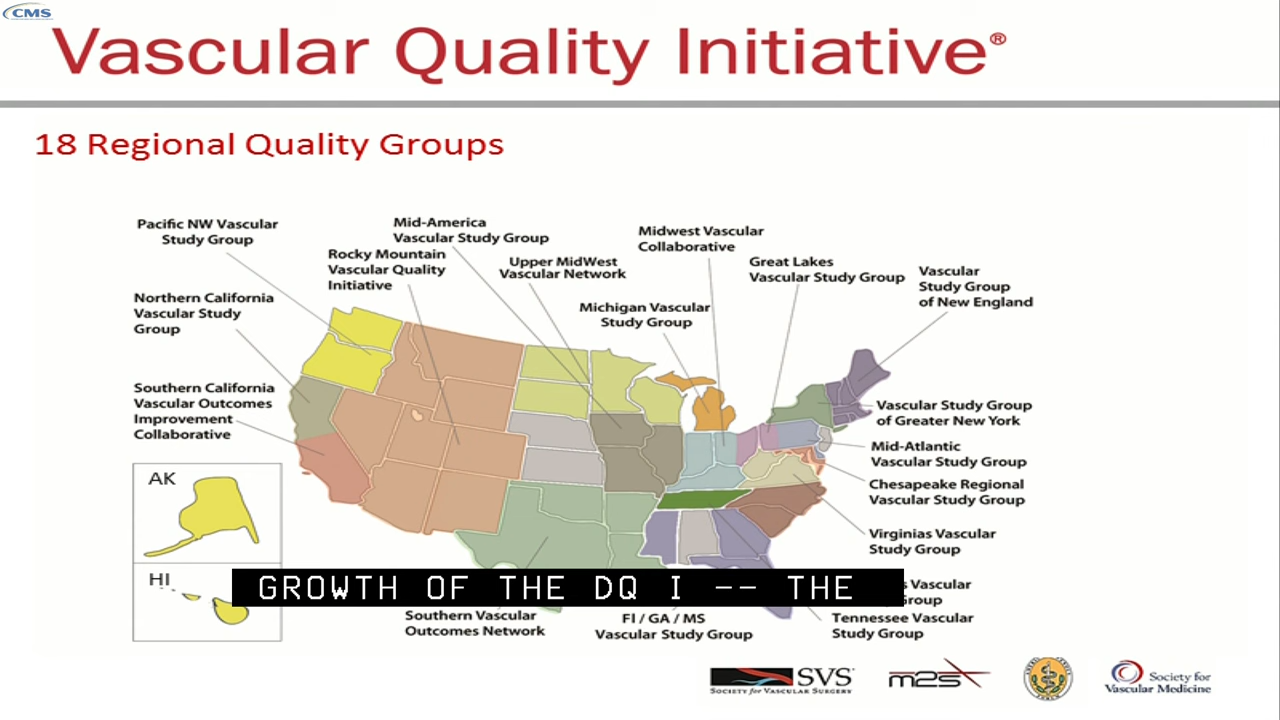 CMS
Vascular Quality Initiative®
18 Regional Quality Groups
Pacific NW Vascular
Study Group
Mid-America
Vascular Study Group
Rocky Mountain
Vascular Quality
Initiative
Upper MidWest
Vascular Network
Midwest Vascular
Collaborative
Great Lakes
Vascular Study Group
Vascular
Study Group
of New England
Northern California
Vascular Study
Group
Michigan Vascular
Study Group
Southern California
Vascular Outcomes
Improvement
Collaborative
Vascular Study Group
of Greater New York
Mid-Atlantic
Vascular Study Group
Chesapeake Regional
Vascular Study Group
Virginias Vascular
Study Group
AK
HI
GROWTH OF THE DQ I -- THE
s Vascular
Group
Southern Vascular
Outcomes Network
FI / GA / MS
Vascular Study Group
Tennessee Vascular
Study Group
SVS
SOCIETY FOR VASCULAR SURGERY
m2s
Society for
Vascular Medicine